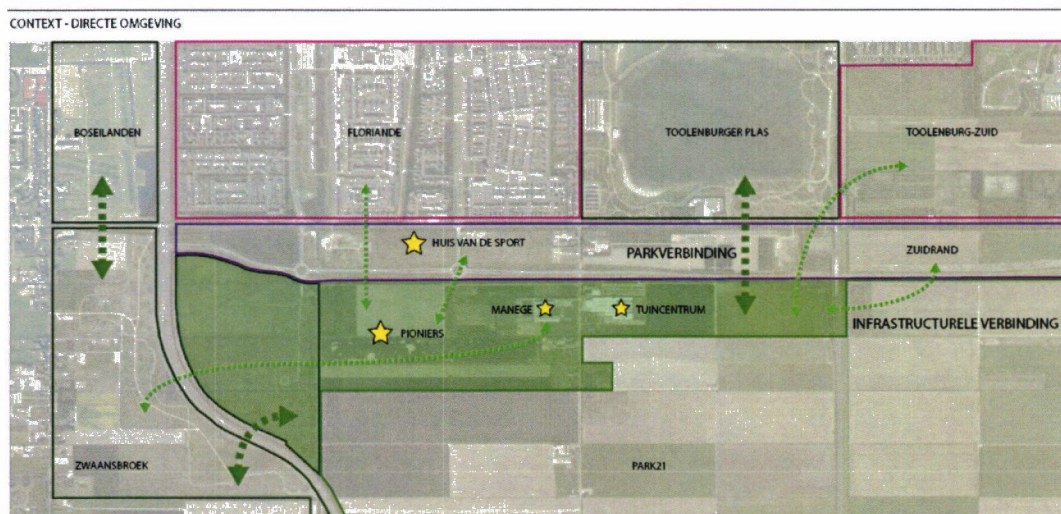 CONTEXT - DIRECTE OMGEVING
BOSEILANDEN
FLORIANDE
TOOLENBURGER PLAS
TOOLENBURG-ZUID
HUIS VAN DE SPORT
PARKVERBINDING
ZUIDRAND
MANEGE
TUINCENTRUM
PIONIERS
INFRASTRUCTURELE VERBINDING
ZWAANSBROEK
PARK21